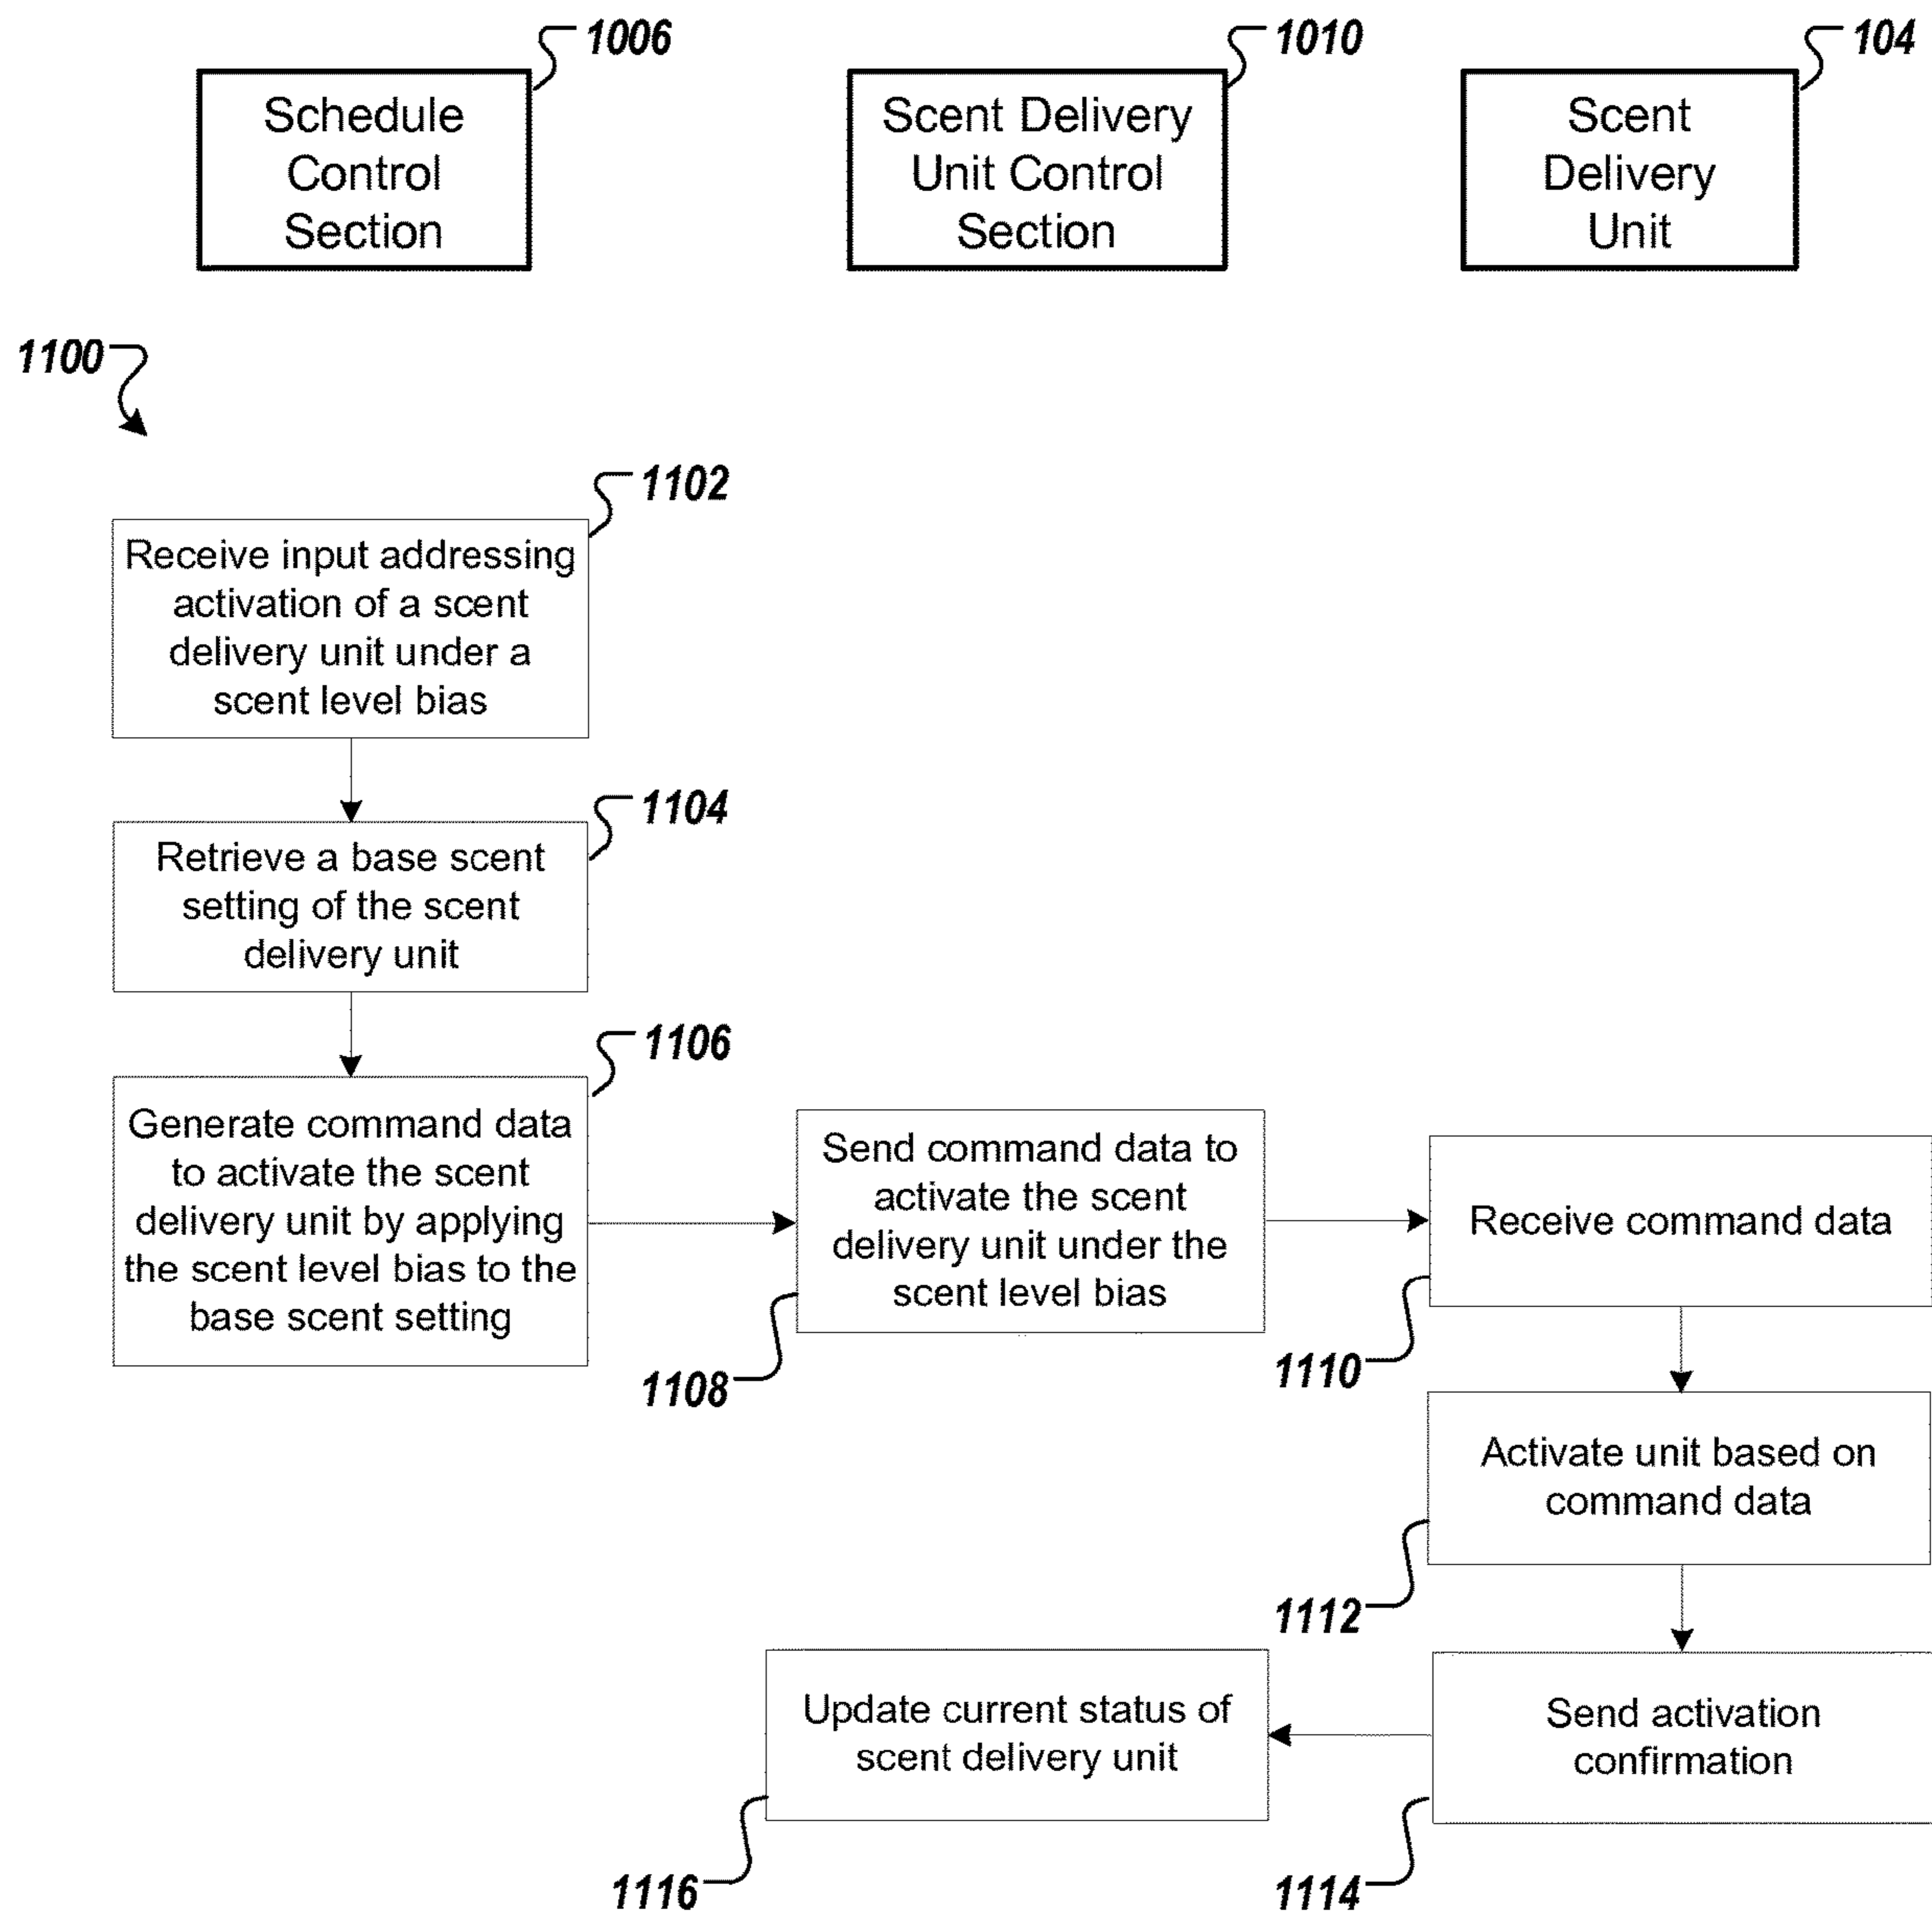 1006
Schedule
Control
Section
1010
Scent Delivery
Unit Control
Section
104
Scent
Delivery
Unit
1100
1102
Receive input addressing
activation of a scent
delivery unit under a
scent level bias
1104
Retrieve a base scent
setting of the scent
delivery unit
1106
Generate command data
to activate the scent
delivery unit by applying
the scent level bias to the
base scent setting
Send command data to
activate the scent
delivery unit under the
scent level bias
1108
Receive command data
1110
Activate unit based on
command data
1112
Send activation
confirmation
1114
Update current status of
scent delivery unit
1116